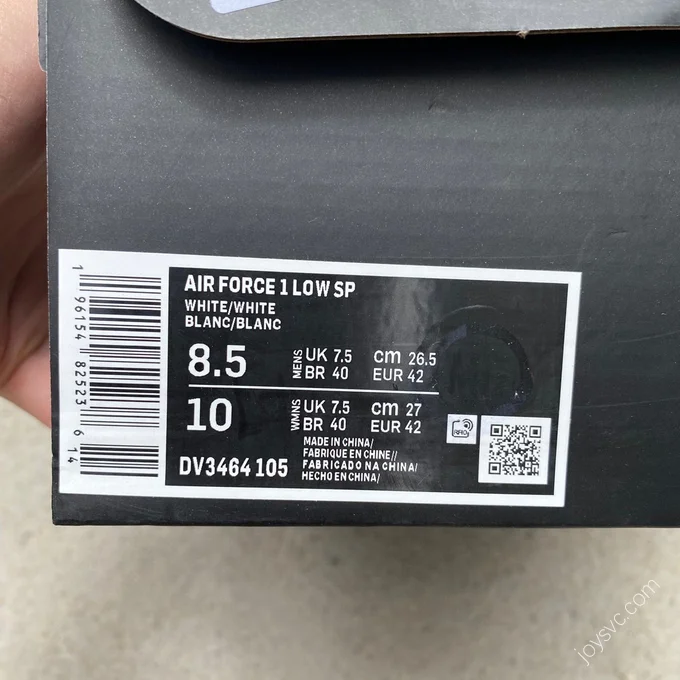 AIR FORCE 1 LOW SP
WHITE/WHITE
BLANC/BLANC
8.5
MENS
UK 7.5 cm 26.5
BR 40 EUR 42
10
WMNS
UK 7.5 cm 27
BR 40 EUR 42
DV3464 105
MADE IN CHINA/
FABRIQUE EN CHINE//
FABRICADO NA CHINA/
HECHO EN CHINA/
RFID
1 96154 82523 6 14
joysvc.com